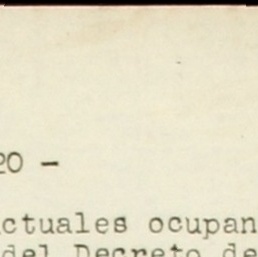 20 -
ctuales ocupan
del Decreto de